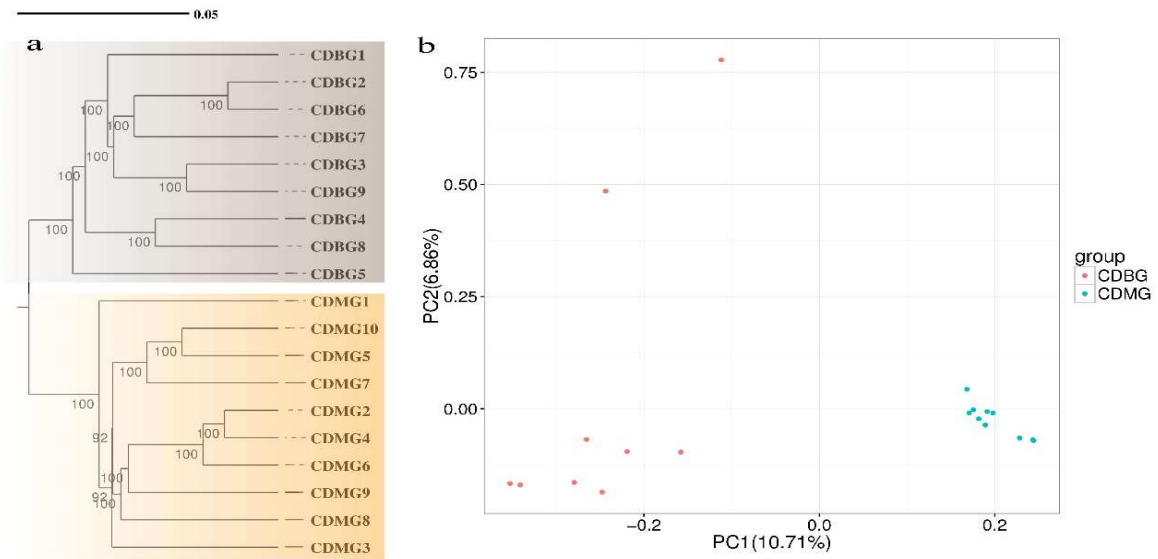 0.05
a
CDBG1
CDBG2
100
CDBG6
100
100
CDBG7
100
CDBG3
100
CDBG9
100
CDBG4
100
100
CDBG8
CDBG5
CDMG1
CDMG10
100
CDMG5
100
CDMG7
100
CDMG2
92
100
CDMG4
100
CDMG6
100
92
CDMG9
100
CDMG8
CDMG3
b
0.75
0.50
0.25
0.00
PC2(6.86%)
−0.2
0.0
0.2
PC1(10.71%)
group
CDBG
CDMG